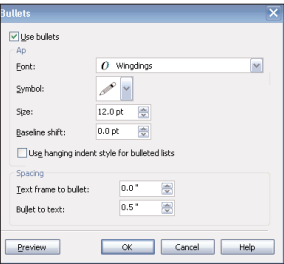 Bullets
Use bullets
Ap
Font: Wingdings
Symbol:
Size: 12.0 pt
Baseline shift: 0.0 pt
Use hanging indent style for bulleted lists
Spacing
Text frame to bullet: 0.0 "
Bullet to text: 0.5 "
Preview OK Cancel Help